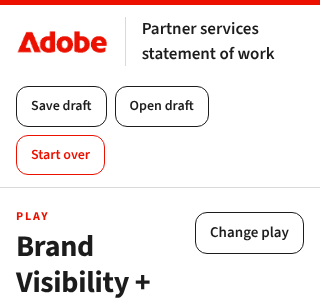 Adobe
Partner services
statement of work
Save draft
Open draft
Start over
PLAY
Brand
Visibility +
Change play